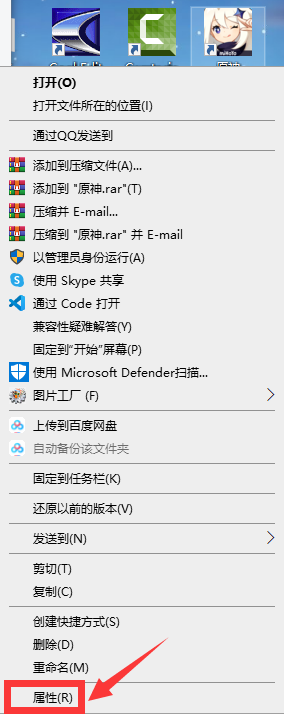 原神
打开(O)
打开文件所在的位置(I)
通过QQ发送到
添加到压缩文件(A)...
添加到 "原神.rar"(T)
压缩并 E-mail...
压缩到 "原神.rar" 并 E-mail
以管理员身份运行(A)
使用 Skype 共享
通过 Code 打开
兼容性疑难解答(Y)
固定到"开始"屏幕(P)
使用 Microsoft Defender扫描...
图片工厂 (F)
上传到百度网盘
自动备份该文件夹
固定到任务栏(K)
还原以前的版本(V)
发送到(N)
剪切(T)
复制(C)
创建快捷方式(S)
删除(D)
重命名(M)
属性(R)